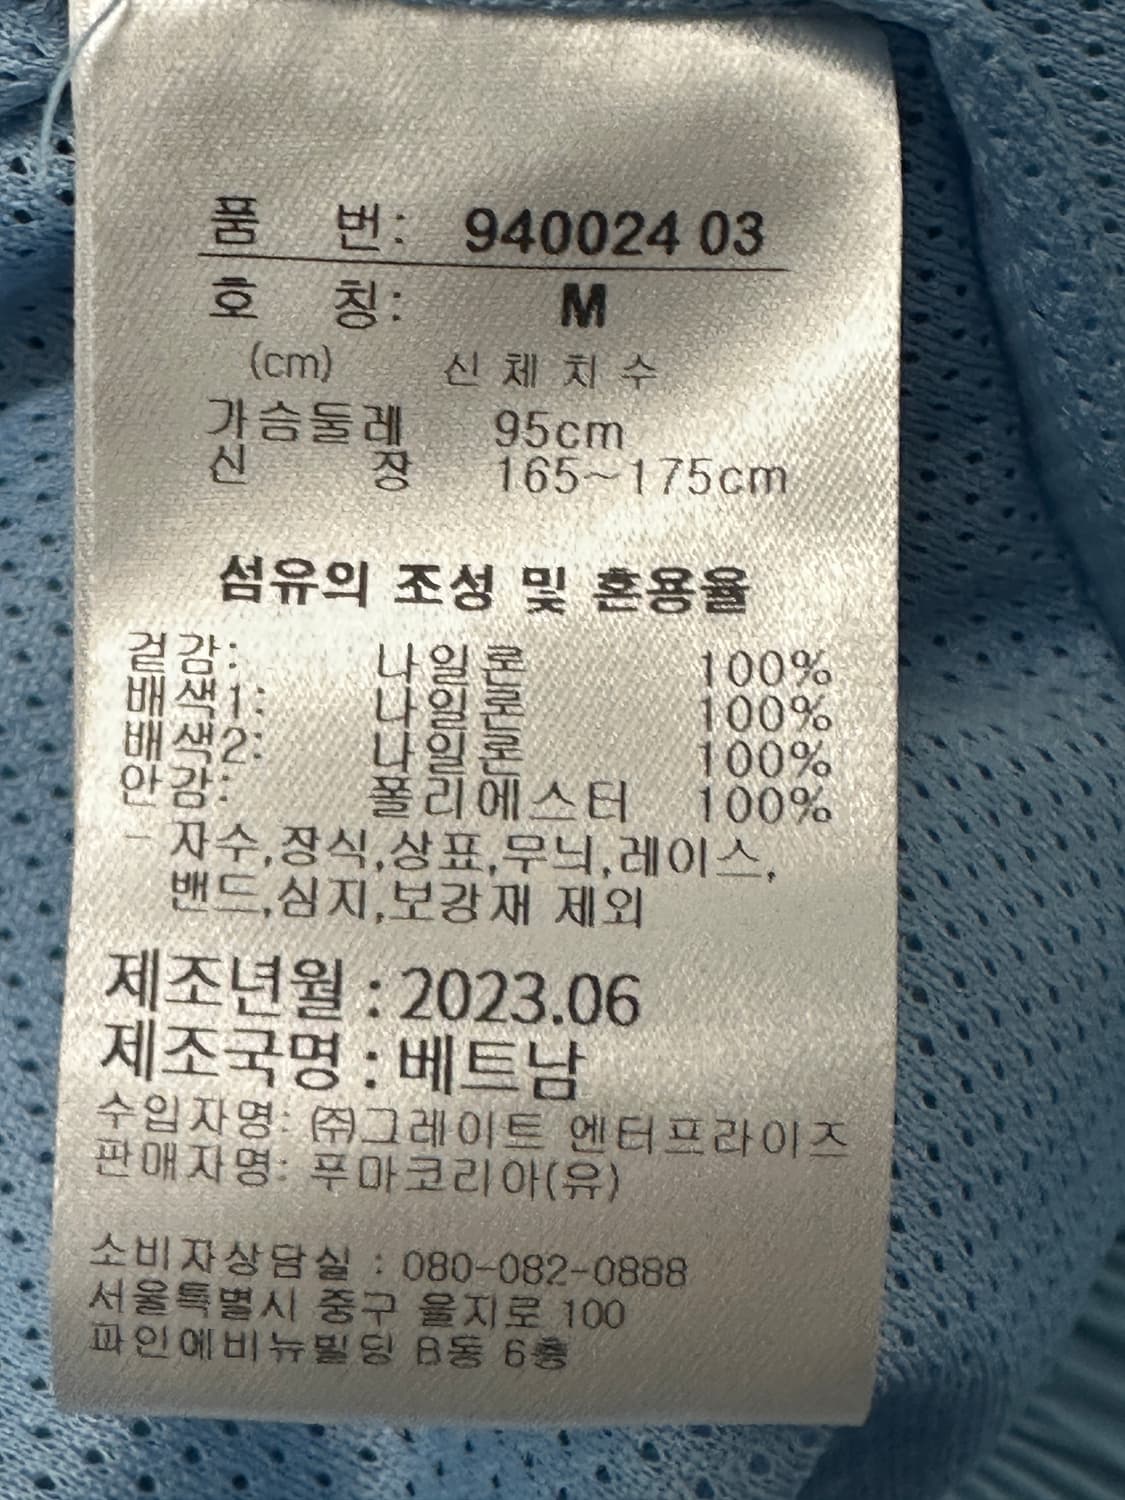 품 번: 940024 03
호 칭: M
(cm) 신체치수
가슴둘레 95cm
신 장 165~175cm
섬유의 조성 및 혼용율
겉감: 나일론 100%
배색1: 나일론 100%
배색2: 나일론 100%
안감: 폴리에스터 100%
- 자수,장식,상표,무늬,레이스,
밴드,심지,보강재 제외
제조년월 : 2023.06
제조국명 : 베트남
수입자명: ㈜그레이트 엔터프라이즈
판매자명: 푸마코리아(유)
소비자상담실 : 080-082-0888
서울특별시 중구 을지로 100
파인에비뉴빌딩 B동 6층